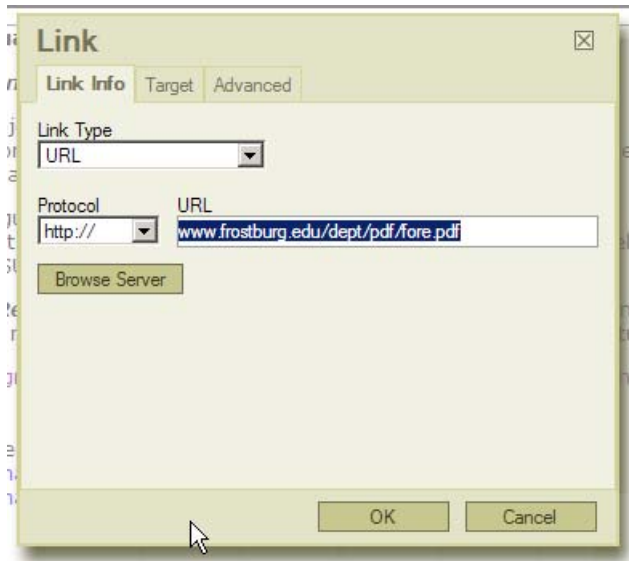 Link
Link Info Target Advanced
Link Type
URL
Protocol URL
http:// www.frostburg.edu/dept/pdf/fore.pdf
Browse Server
OK Cancel